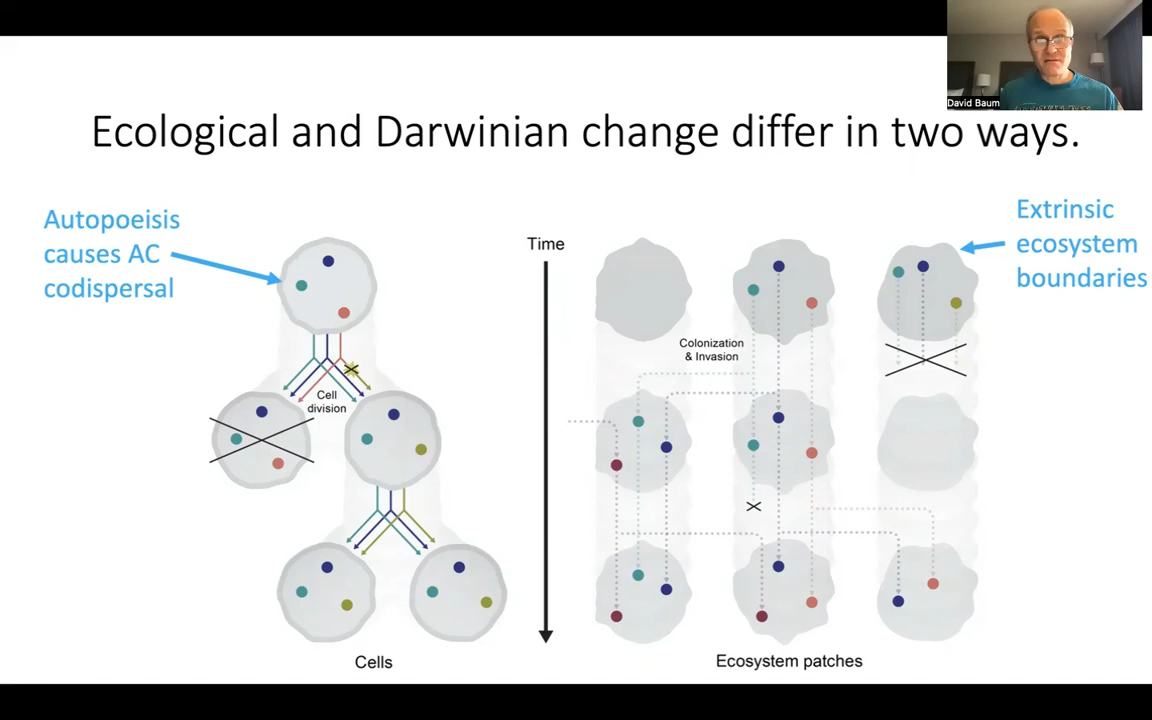 David Baum
Ecological and Darwinian change differ in two ways.
Autopoeisis
causes AC
codispersal
Extrinsic
ecosystem
boundaries
Time
Colonization
& Invasion
Cell
division
Cells
Ecosystem patches